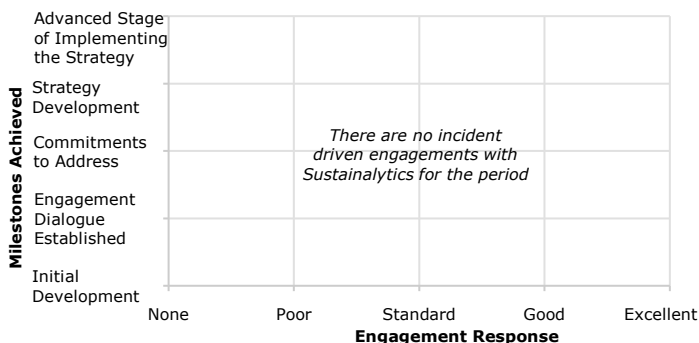 Milestones Achieved
Advanced Stage
of Implementing
the Strategy
Strategy
Development
Commitments
to Address
Engagement
Dialogue
Established
Initial
Development
There are no incident
driven engagements with
Sustainalytics for the period
None Poor Standard Good Excellent
Engagement Response